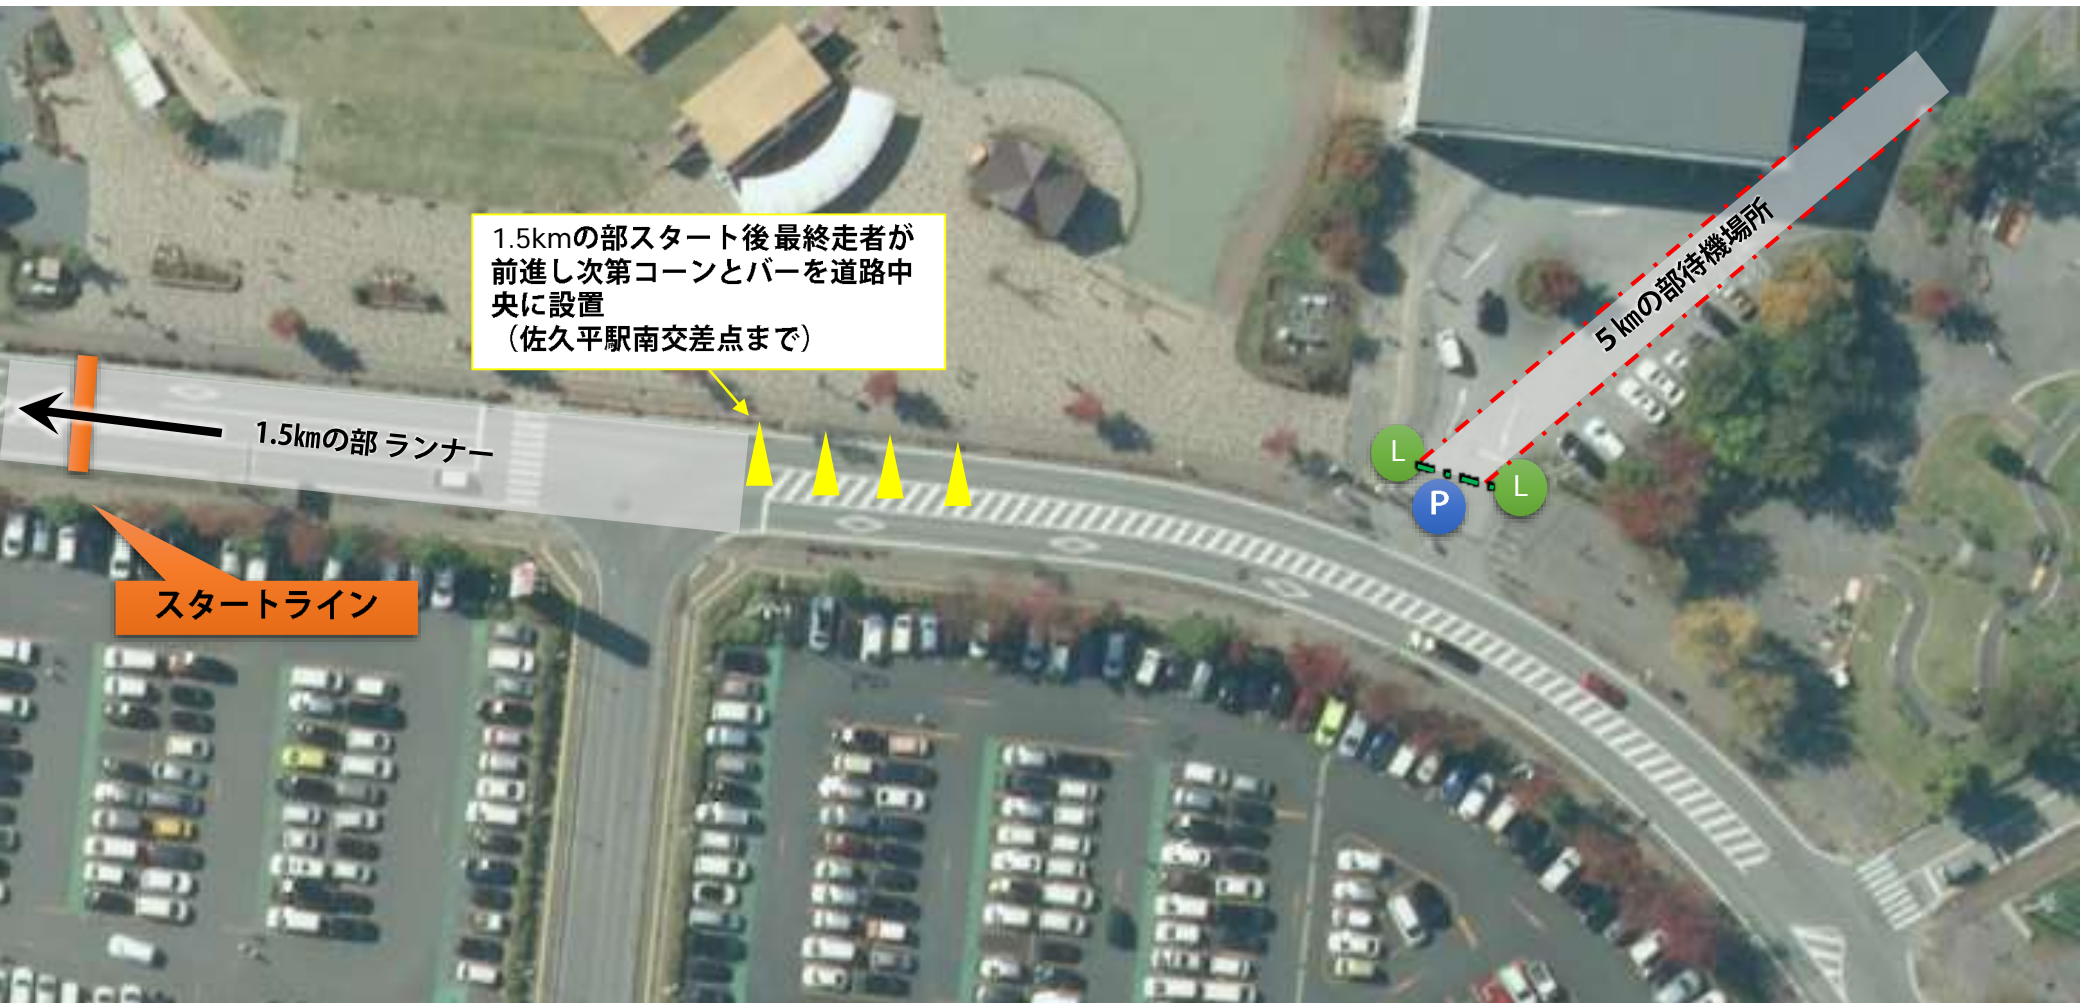 1.5kmの部スタート後 最終走者が
前進し次第コーンとバーを道路中
央に設置
（佐久平駅南交差点まで）
5㎞の部待機場所
1.5㎞の部 ランナー
L
P
L
スタートライン